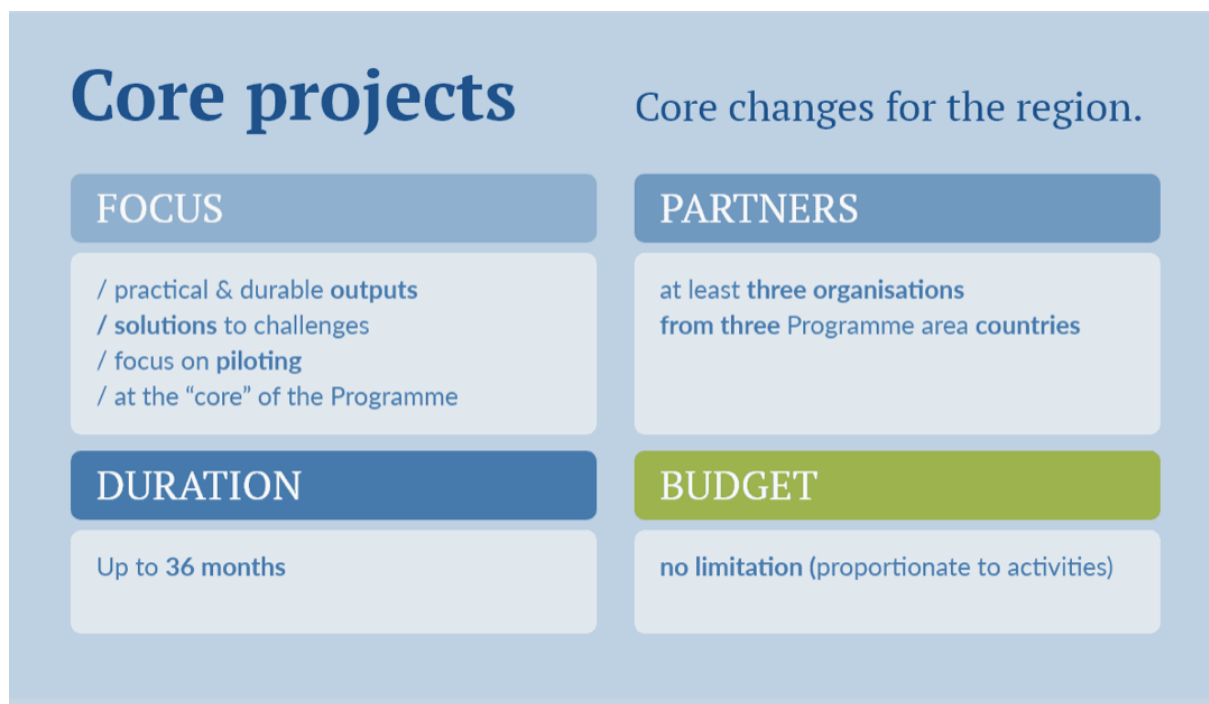 Core projects
Core changes for the region.
FOCUS
/ practical & durable outputs
/ solutions to challenges
/ focus on piloting
/ at the “core” of the Programme
PARTNERS
at least three organisations
from three Programme area countries
DURATION
Up to 36 months
BUDGET
no limitation (proportionate to activities)